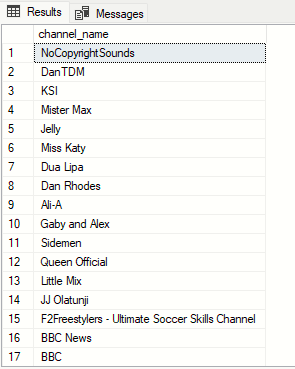 Results Messages
channel_name
1 NoCopyrightSounds
2 DanTDM
3 KSI
4 Mister Max
5 Jelly
6 Miss Katy
7 Dua Lipa
8 Dan Rhodes
9 Ali-A
10 Gaby and Alex
11 Sidemen
12 Queen Official
13 Little Mix
14 JJ Olatunji
15 F2Freestylers - Ultimate Soccer Skills Channel
16 BBC News
17 BBC